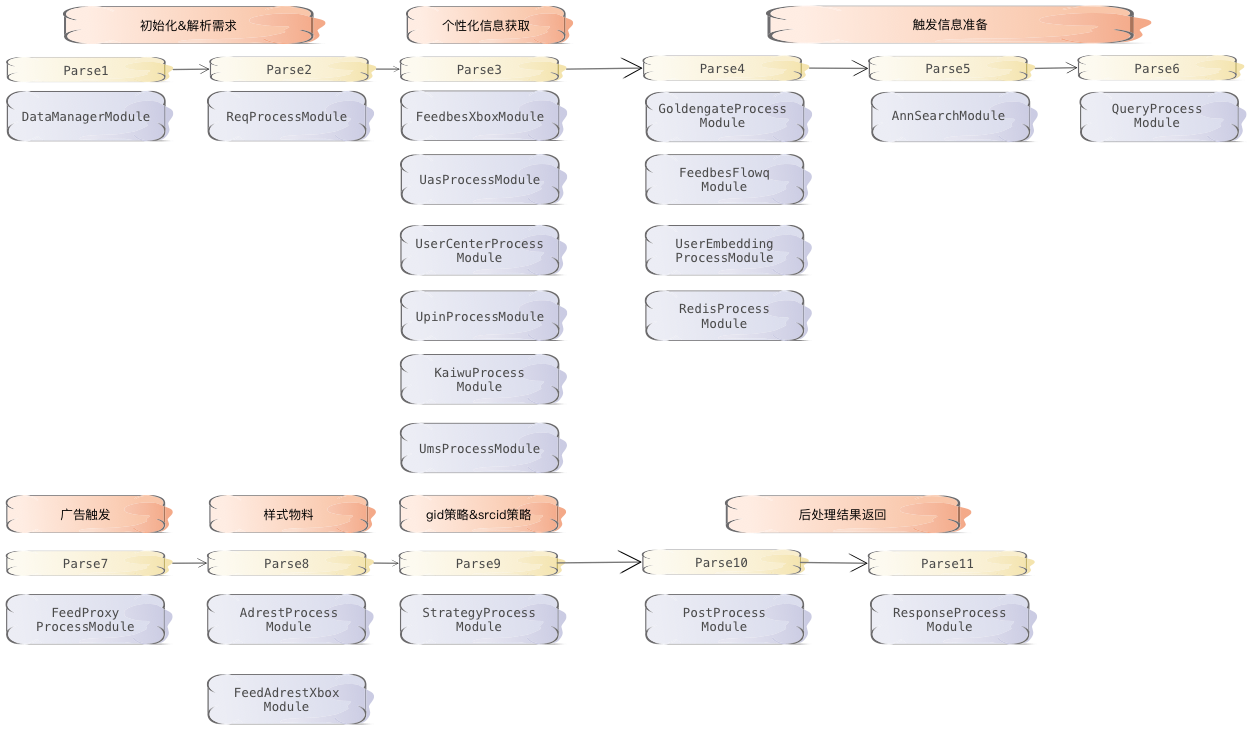 初始化&解析需求
个性化信息获取
触发信息准备
Parse1
Parse2
Parse3
Parse4
Parse5
Parse6
DataManagerModule
ReqProcessModule
FeedbesXboxModule
GoldengateProcess
Module
AnnSearchModule
QueryProcess
Module
UasProcessModule
FeedbesFlowq
Module
UserCenterProcess
Module
UserEmbedding
ProcessModule
UpinProcessModule
RedisProcess
Module
KaiwuProcess
Module
UmsProcessModule
广告触发
样式物料
gid策略&srcid策略
后处理结果返回
Parse7
Parse8
Parse9
Parse10
Parse11
FeedProxy
ProcessModule
AdrestProcess
Module
StrategyProcess
Module
PostProcess
Module
ResponseProcess
Module
FeedAdrestXbox
Module